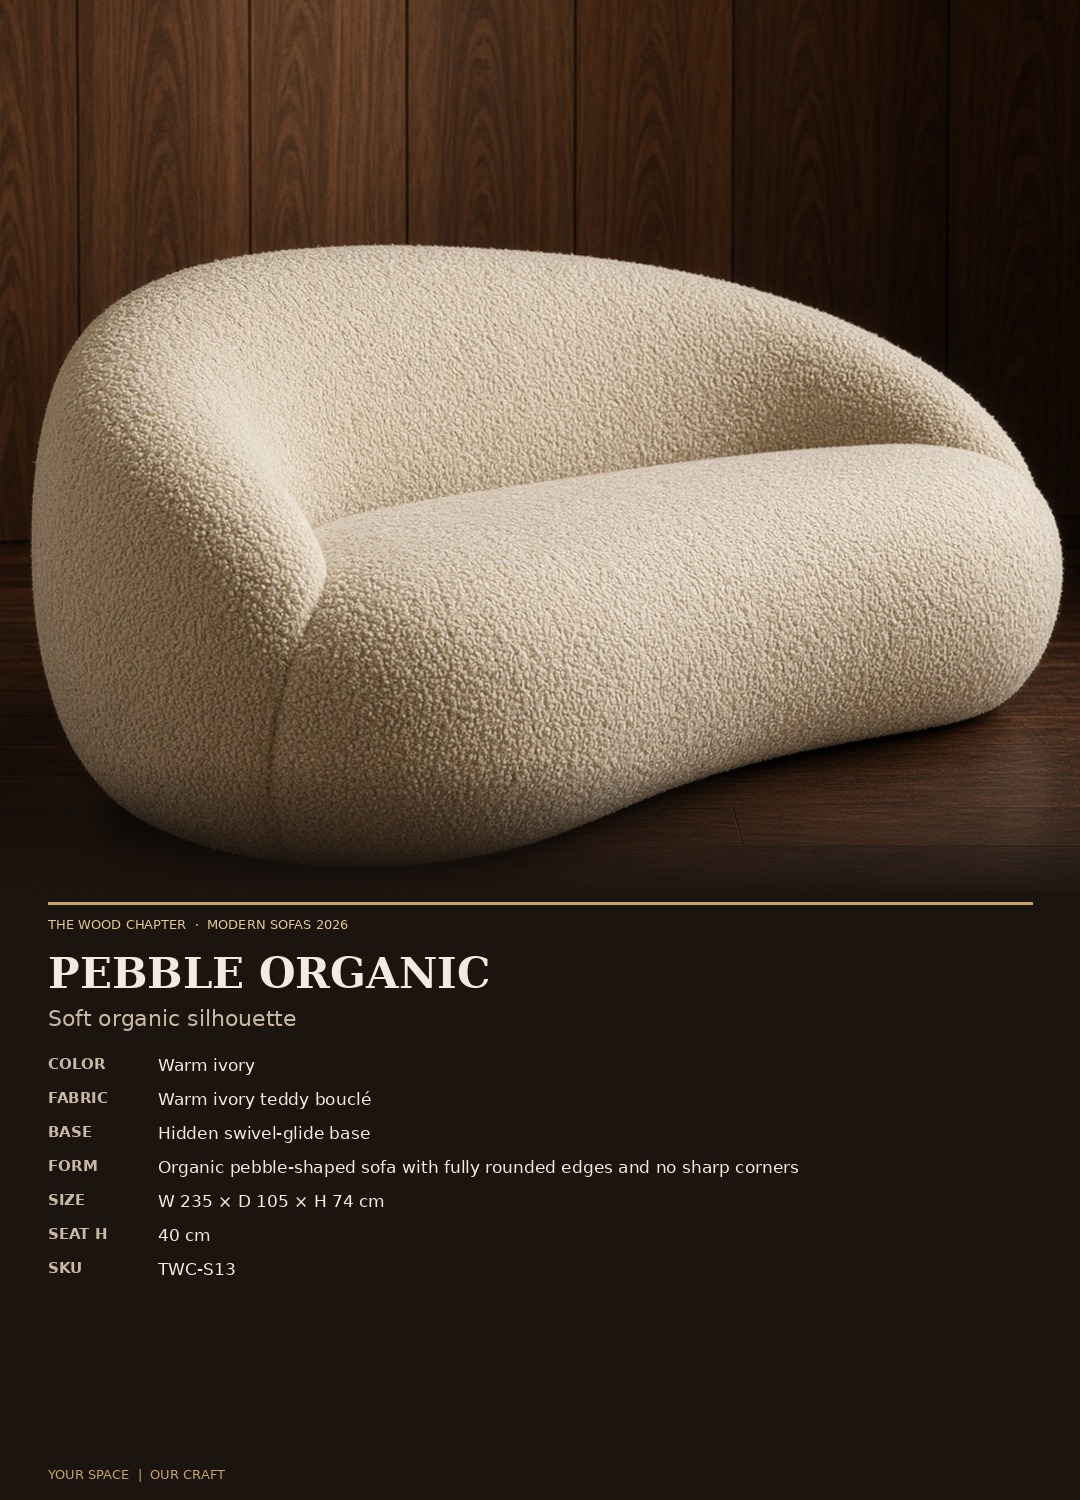 THE WOOD CHAPTER · MODERN SOFAS 2026
PEBBLE ORGANIC
Soft organic silhouette
COLOR Warm ivory
FABRIC Warm ivory teddy bouclé
BASE Hidden swivel-glide base
FORM Organic pebble-shaped sofa with fully rounded edges and no sharp corners
SIZE W 235 × D 105 × H 74 cm
SEAT H 40 cm
SKU TWC-S13
YOUR SPACE | OUR CRAFT